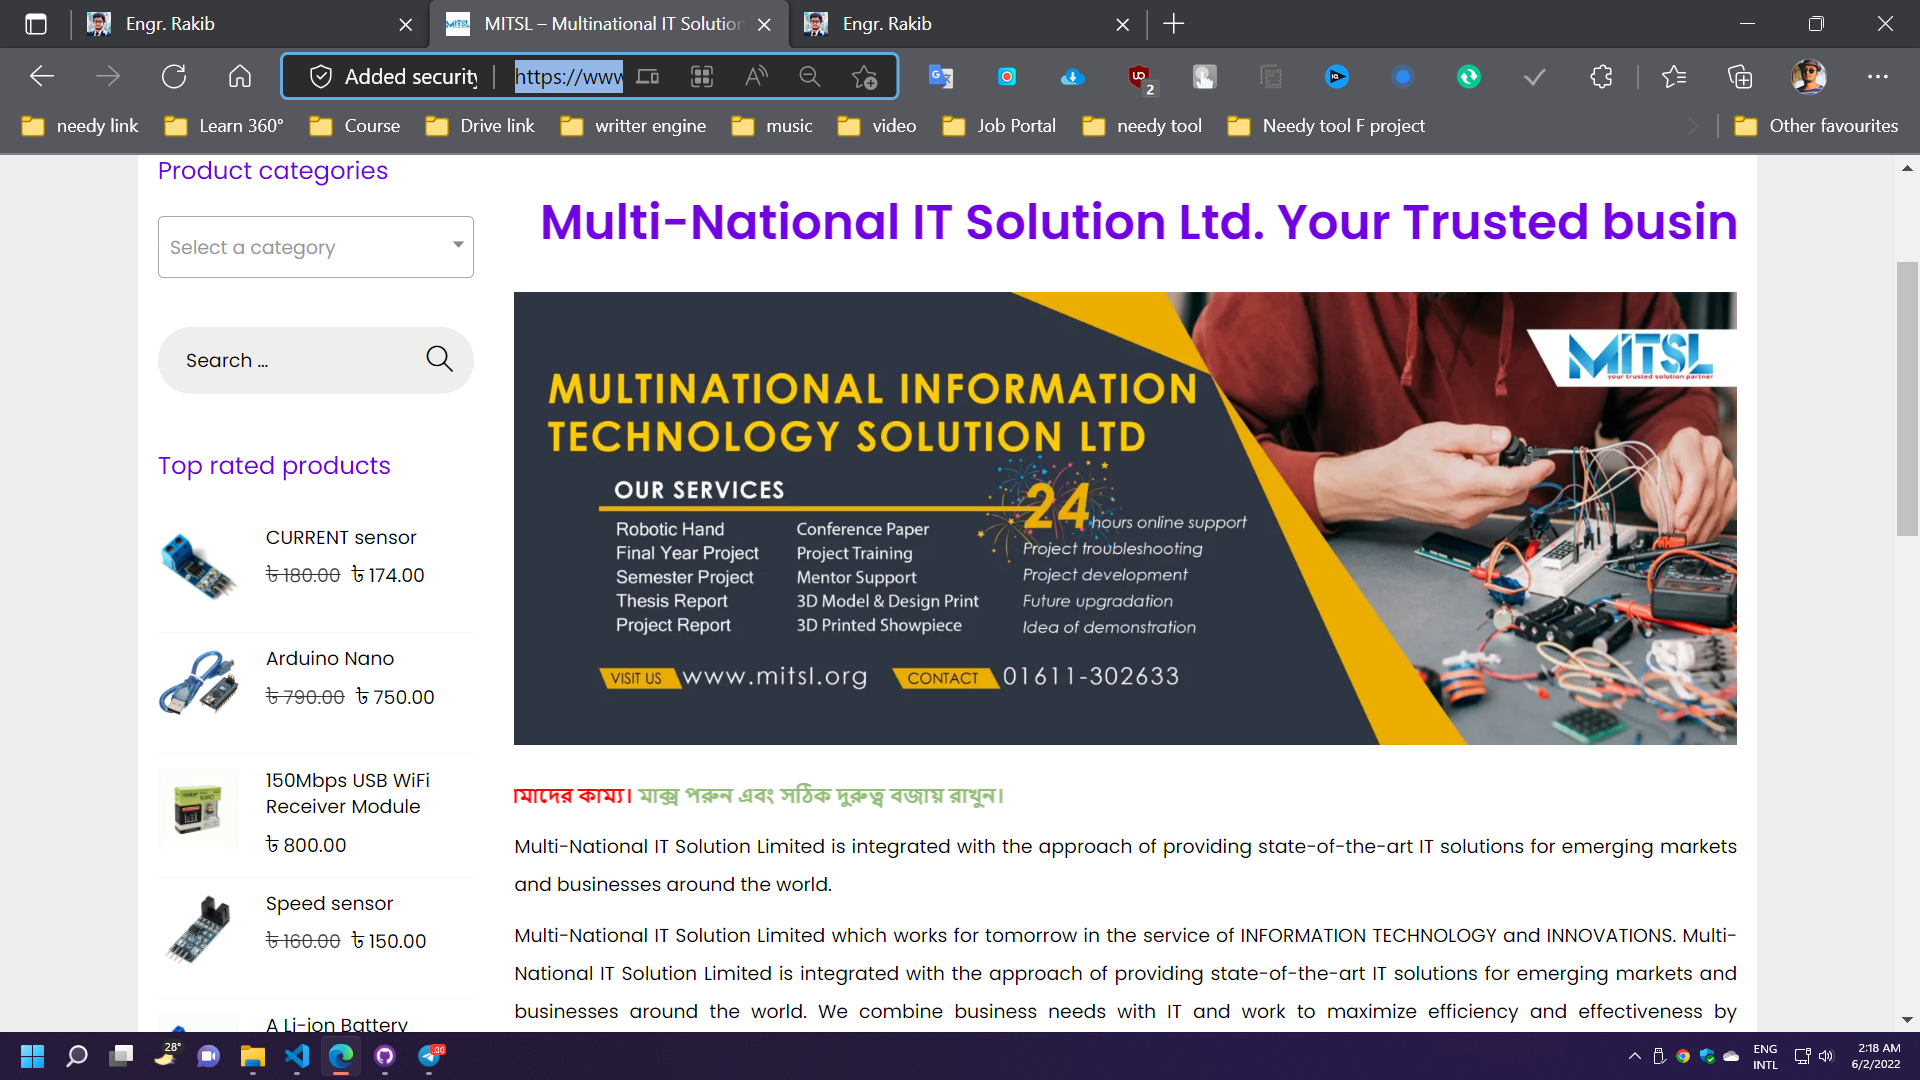 Engr. Rakib
MITSL – Multinational IT Solution
Engr. Rakib
Added security
https://www
2
needy link
Learn 360°
Course
Drive link
writter engine
music
video
Job Portal
needy tool
Needy tool F project
Other favourites
Product categories
Select a category
Search ...
Top rated products
CURRENT sensor
৳ 180.00 ৳ 174.00
Arduino Nano
৳ 790.00 ৳ 750.00
150Mbps USB WiFi
Receiver Module
৳ 800.00
Speed sensor
৳ 160.00 ৳ 150.00
A Li-ion Battery
Multi-National IT Solution Ltd. Your Trusted busin
MITSL
your trusted solution partner
MULTINATIONAL INFORMATION
TECHNOLOGY SOLUTION LTD
OUR SERVICES
Robotic Hand
Final Year Project
Semester Project
Thesis Report
Project Report
Conference Paper
Project Training
Mentor Support
3D Model & Design Print
3D Printed Showpiece
24 hours online support
Project troubleshooting
Project development
Future upgradation
Idea of demonstration
VISIT US www.mitsl.org
CONTACT 01611-302633
মাদের কাম্য। মাক্স পরুন এবং সঠিক দুরুত্ব বজায় রাখুন।
Multi-National IT Solution Limited is integrated with the approach of providing state-of-the-art IT solutions for emerging markets
and businesses around the world.
Multi-National IT Solution Limited which works for tomorrow in the service of INFORMATION TECHNOLOGY and INNOVATIONS. Multi-
National IT Solution Limited is integrated with the approach of providing state-of-the-art IT solutions for emerging markets and
businesses around the world. We combine business needs with IT and work to maximize efficiency and effectiveness by
28°
ENG
INTL
2:18 AM
6/2/2022